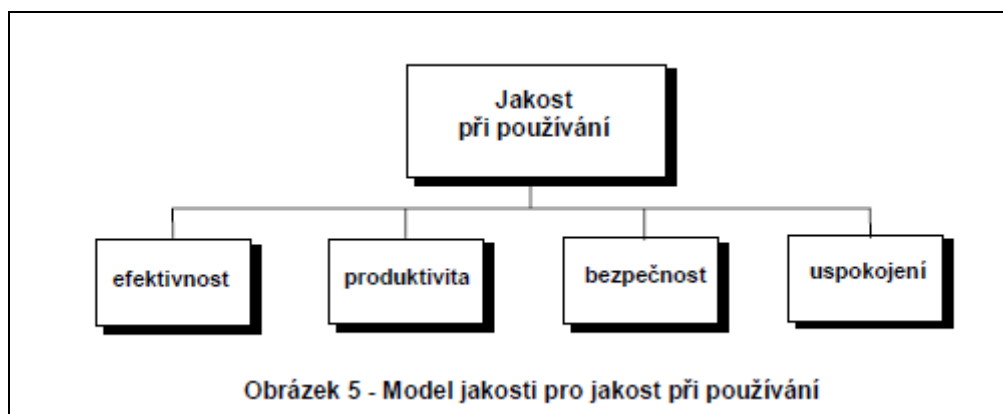 Jakost
při používání
efektivnost
produktivita
bezpečnost
uspokojení
Obrázek 5 - Model jakosti pro jakost při používání